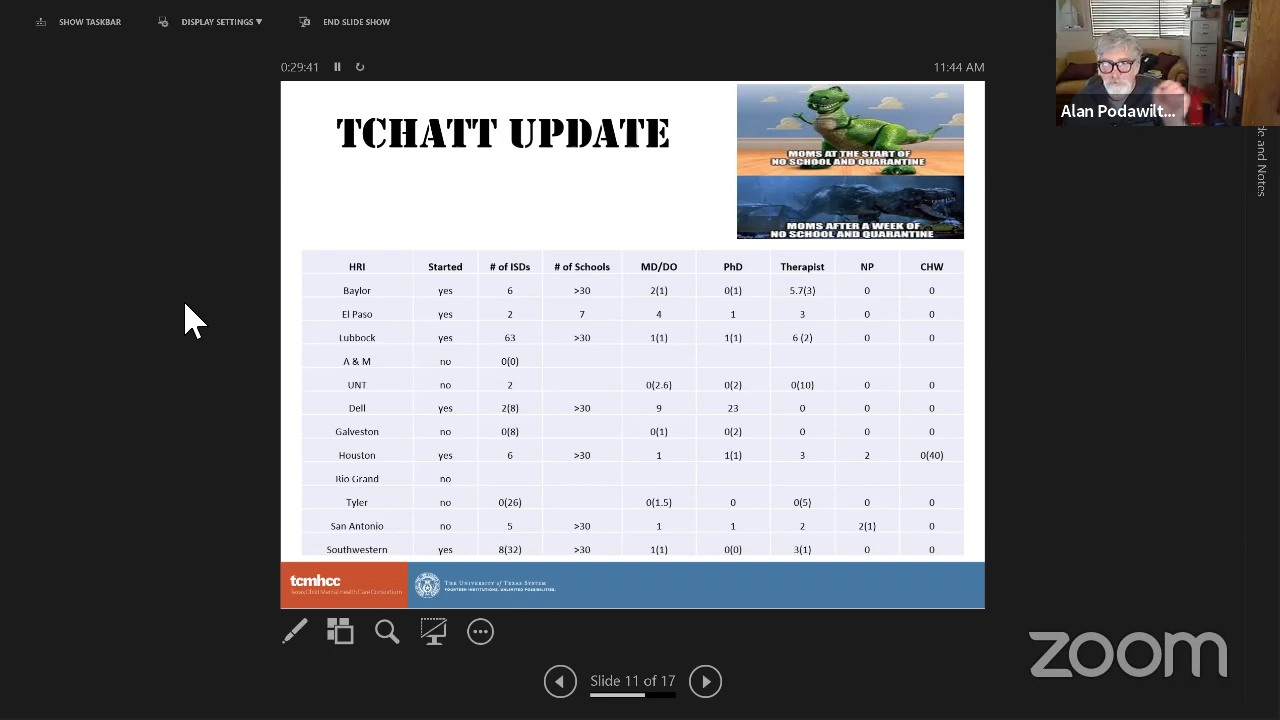 SHOW TASKBAR
DISPLAY SETTINGS ▼
END SLIDE SHOW
0:29:41
11:44 AM
Alan Podawilt...
and Notes
TCHATT UPDATE
MOMS AT THE START OF
NO SCHOOL AND QUARANTINE
MOMS AFTER A WEEK OF
NO SCHOOL AND QUARANTINE
HRI Started # of ISDs # of Schools MD/DO PhD Therapist NP CHW
Baylor yes 6 >30 2(1) 0(1) 5.7(3) 0 0
El Paso yes 2 7 4 1 3 0 0
Lubbock yes 63 >30 1(1) 1(1) 6 (2) 0 0
A & M no 0(0)
UNT no 2 0(2.6) 0(2) 0(10) 0 0
Dell yes 2(8) >30 9 23 0 0 0
Galveston no 0(8) 0(1) 0(2) 0 0 0
Houston yes 6 >30 1 1(1) 3 2 0(40)
Rio Grand no
Tyler no 0(26) 0(1.5) 0 0(5) 0 0
San Antonio no 5 >30 1 1 2 2(1) 0
Southwestern yes 8(32) >30 1(1) 0(0) 3(1) 0 0
tcmhcc
Texas Child Mental Health Care Consortium
THE UNIVERSITY of TEXAS SYSTEM
FOURTEEN INSTITUTIONS. UNLIMITED POSSIBILITIES.
Slide 11 of 17
zoom